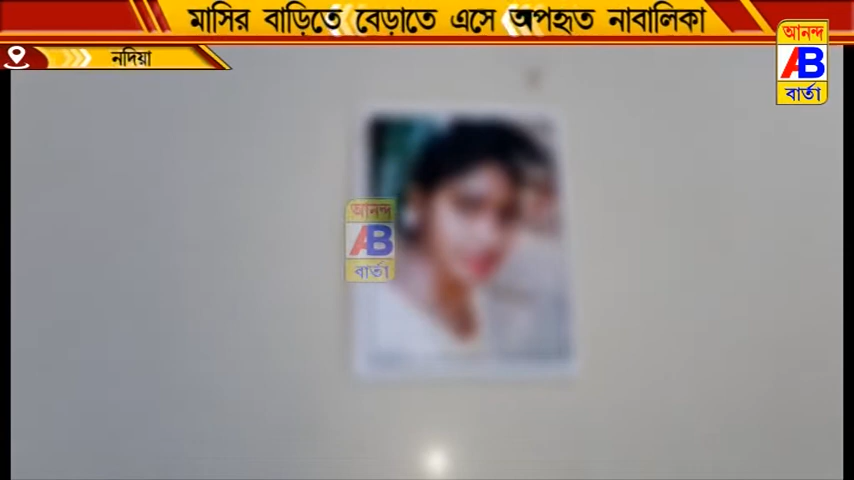 মাসির বাড়িতে বেড়াতে এসে অপহৃত নাবালিকা
নদিয়া
আনন্দ
AB
বার্তা
আনন্দ
AB
বার্তা